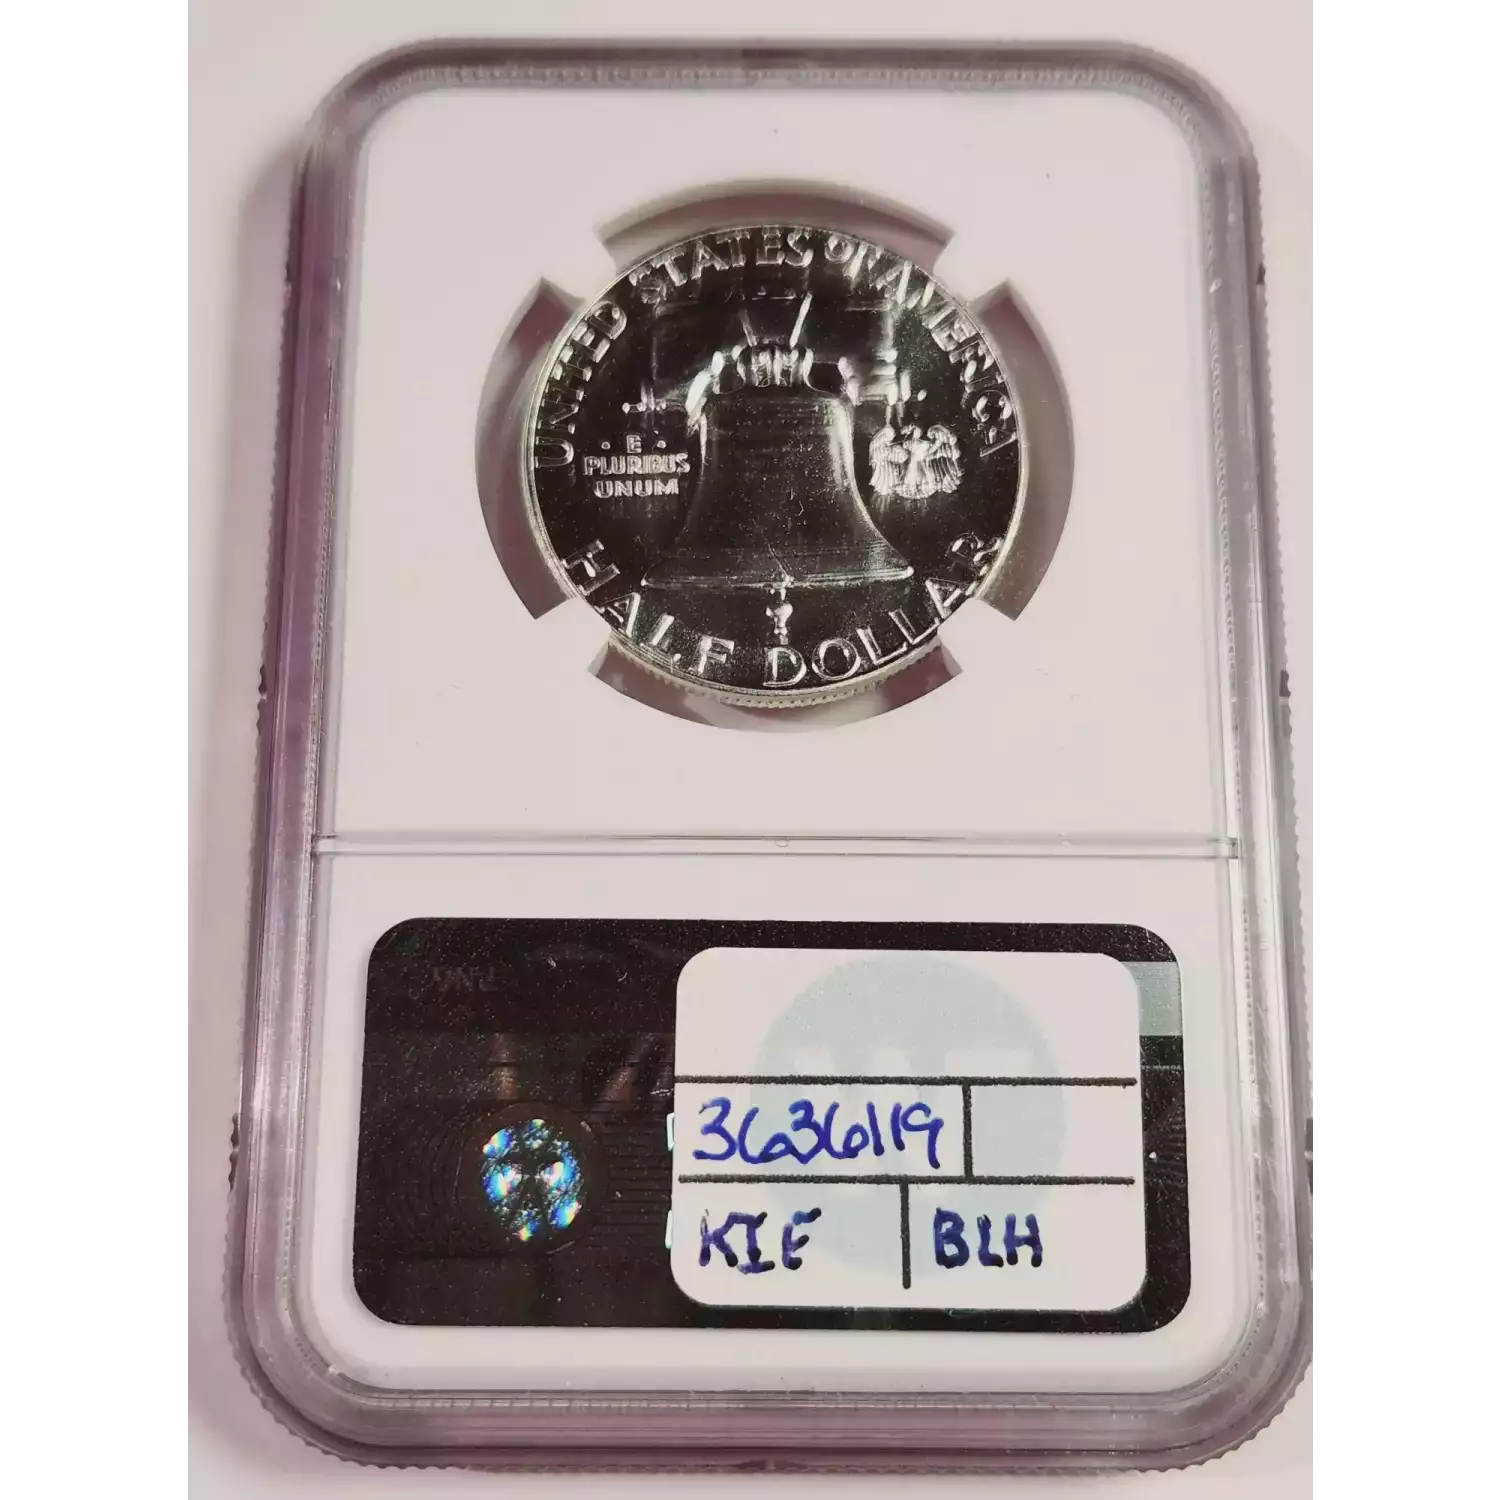 UNITED STATES OF AMERICA
· E ·
PLURIBUS
UNUM
HALF DOLLAR
3636119
KIF BLH